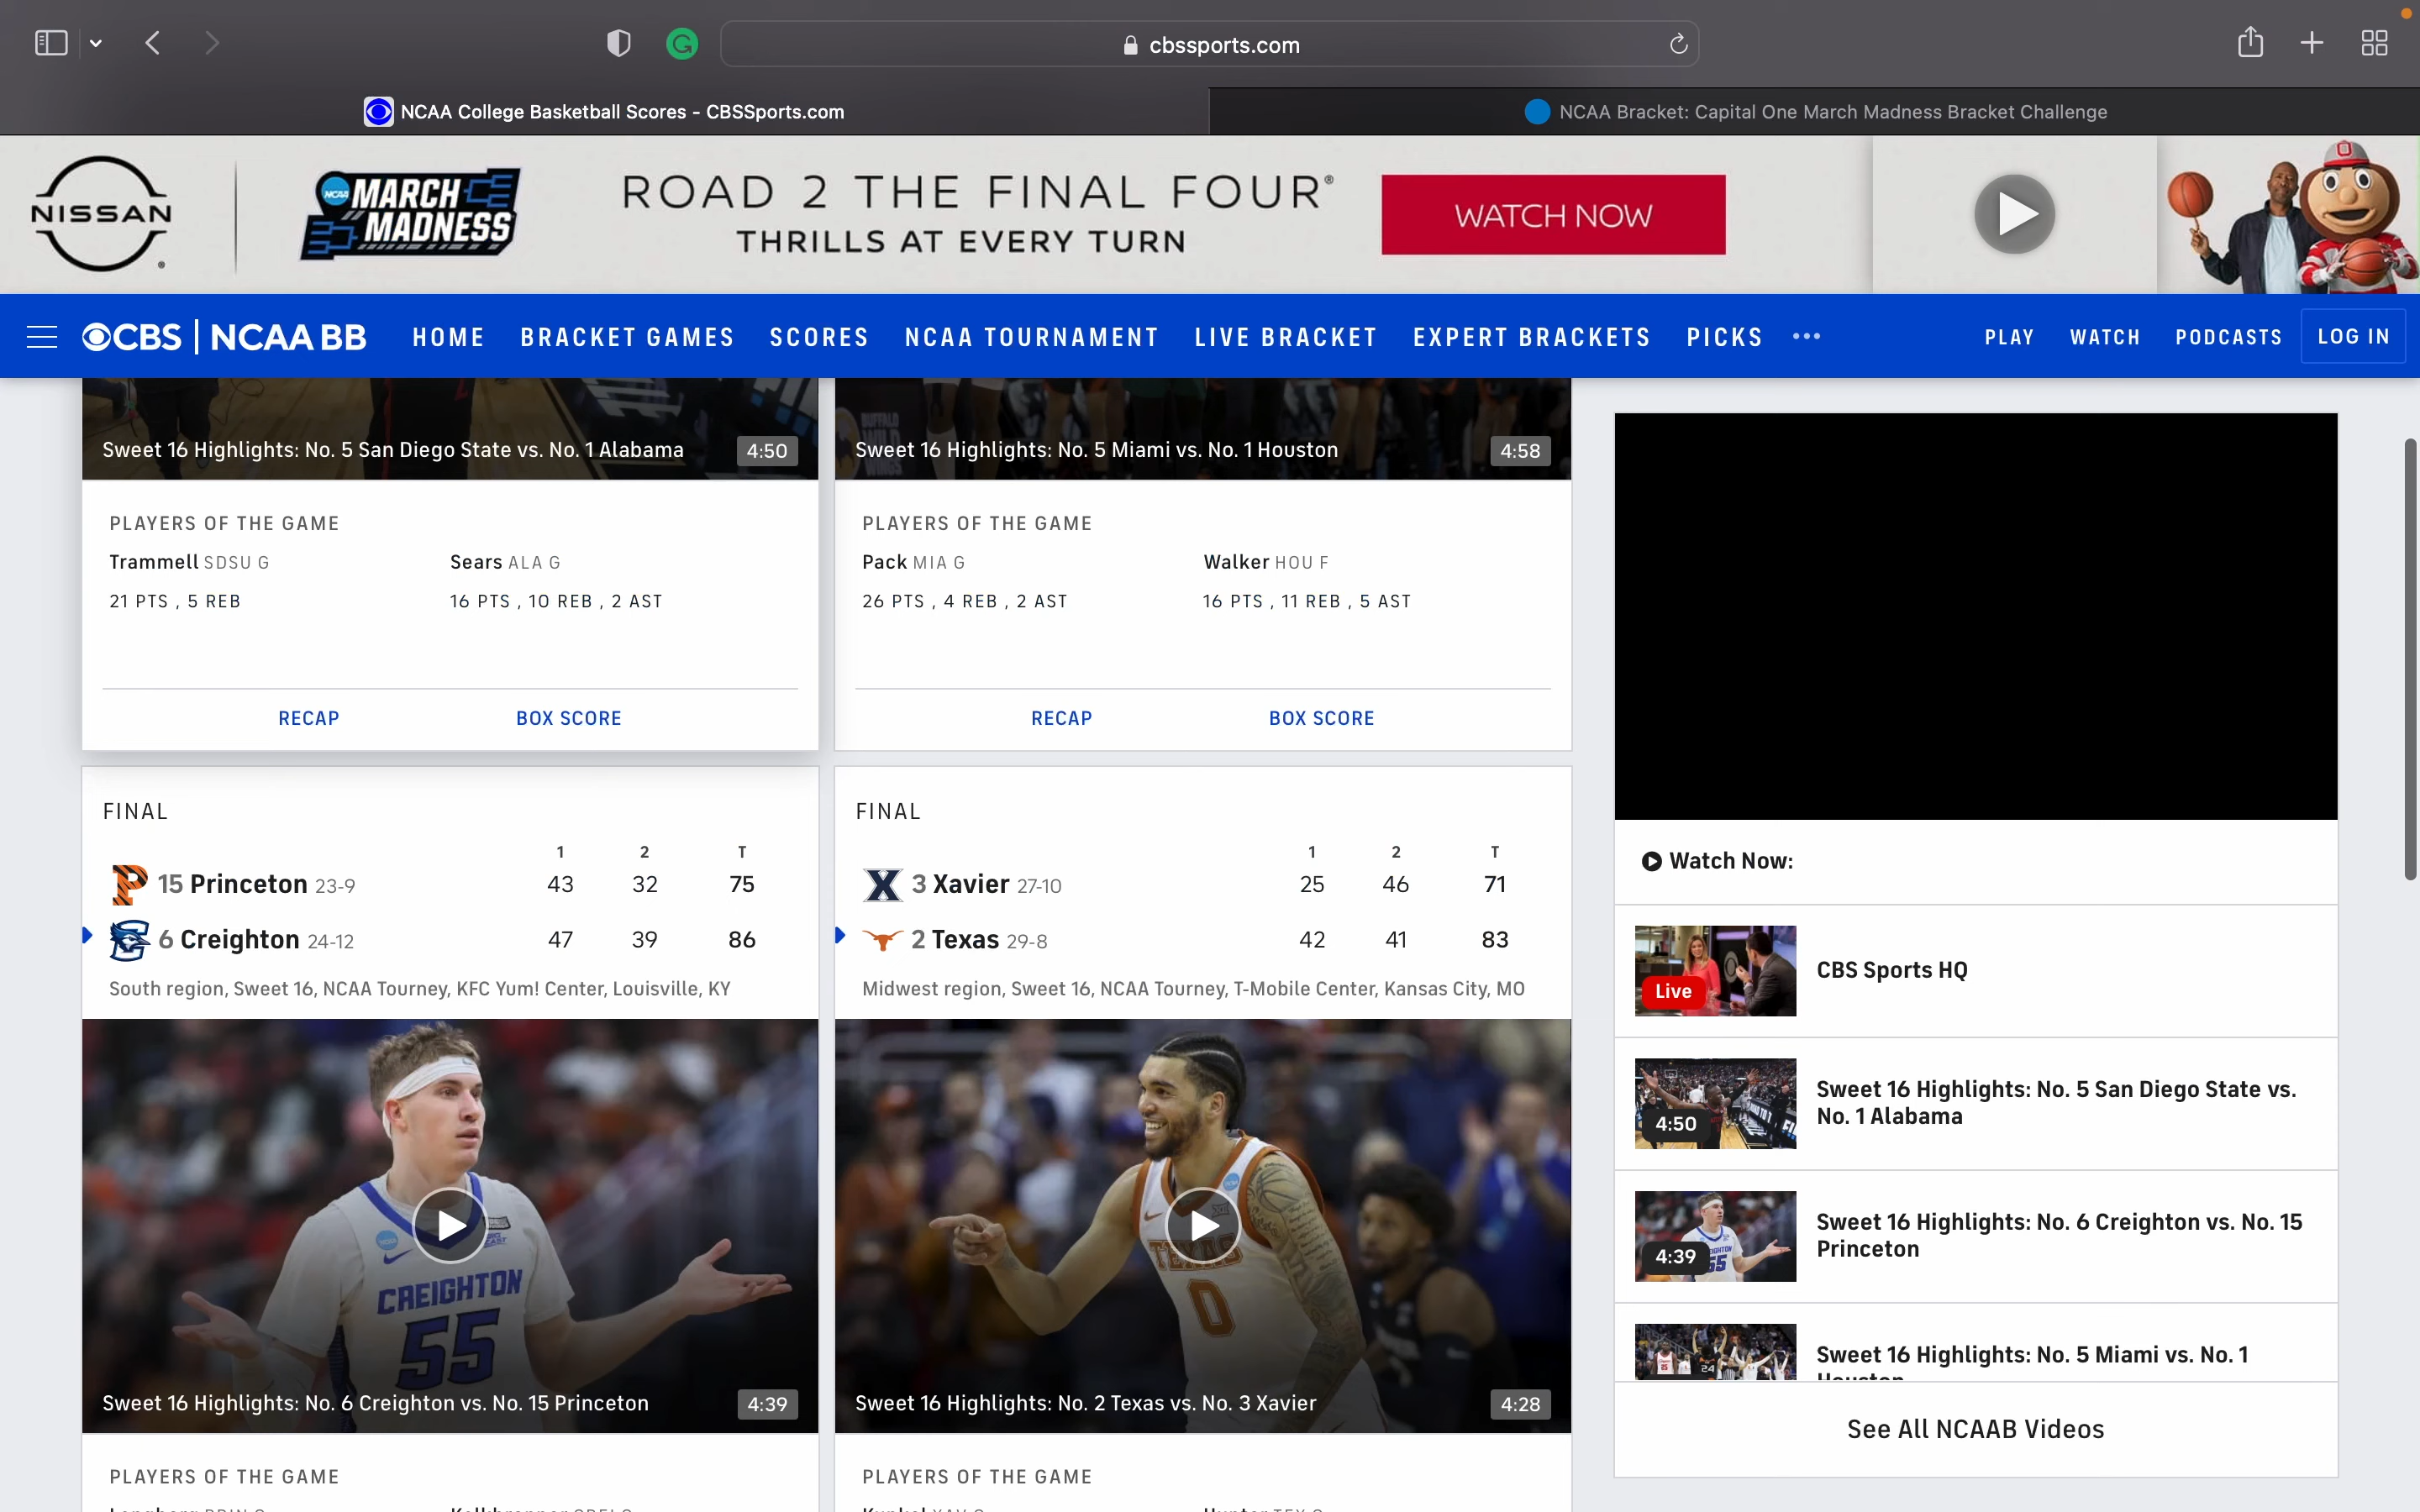 cbssports.com
NCAA College Basketball Scores - CBSSports.com
NCAA Bracket: Capital One March Madness Bracket Challenge
NISSAN
NCAA MARCH MADNESS
ROAD 2 THE FINAL FOUR®
THRILLS AT EVERY TURN
WATCH NOW
CBS | NCAA BB HOME BRACKET GAMES SCORES NCAA TOURNAMENT LIVE BRACKET EXPERT BRACKETS PICKS ••• PLAY WATCH PODCASTS LOG IN
Sweet 16 Highlights: No. 5 San Diego State vs. No. 1 Alabama 4:50
PLAYERS OF THE GAME
Trammell SDSU G Sears ALA G
21 PTS , 5 REB 16 PTS , 10 REB , 2 AST
RECAP BOX SCORE
Sweet 16 Highlights: No. 5 Miami vs. No. 1 Houston 4:58
PLAYERS OF THE GAME
Pack MIA G Walker HOU F
26 PTS , 4 REB , 2 AST 16 PTS , 11 REB , 5 AST
RECAP BOX SCORE
FINAL
1 2 T
15 Princeton 23-9 43 32 75
6 Creighton 24-12 47 39 86
South region, Sweet 16, NCAA Tourney, KFC Yum! Center, Louisville, KY
CREIGHTON
55
Sweet 16 Highlights: No. 6 Creighton vs. No. 15 Princeton 4:39
PLAYERS OF THE GAME
FINAL
1 2 T
3 Xavier 27-10 25 46 71
2 Texas 29-8 42 41 83
Midwest region, Sweet 16, NCAA Tourney, T-Mobile Center, Kansas City, MO
TEXAS
0
Sweet 16 Highlights: No. 2 Texas vs. No. 3 Xavier 4:28
PLAYERS OF THE GAME
Watch Now:
Live
CBS Sports HQ
4:50
Sweet 16 Highlights: No. 5 San Diego State vs.
No. 1 Alabama
4:39
Sweet 16 Highlights: No. 6 Creighton vs. No. 15
Princeton
Sweet 16 Highlights: No. 5 Miami vs. No. 1
See All NCAAB Videos